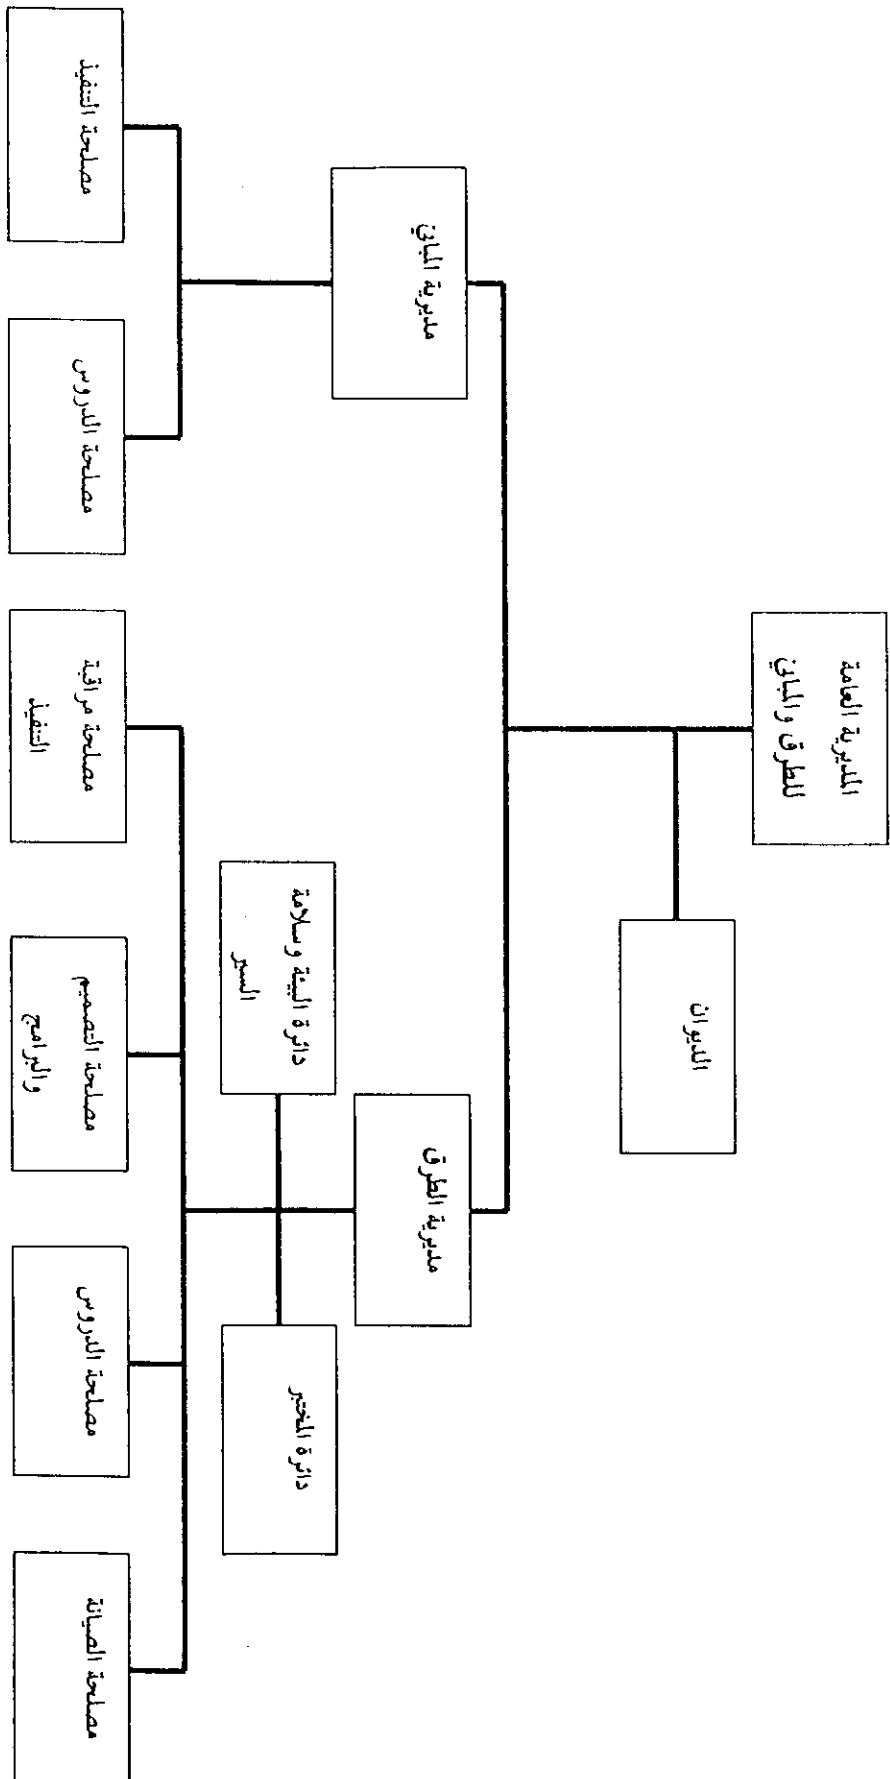 المديرية العامة
للطرق والمباني
الديوان
مديرية الطرق
مديرية المباني
دائرة المختبر
دائرة البيئة وسلامة
السير
مصلحة الصيانة
مصلحة الدروس
مصلحة التصميم
والبرامج
مصلحة مراقبة
التنفيذ
مصلحة الدروس
مصلحة التنفيذ